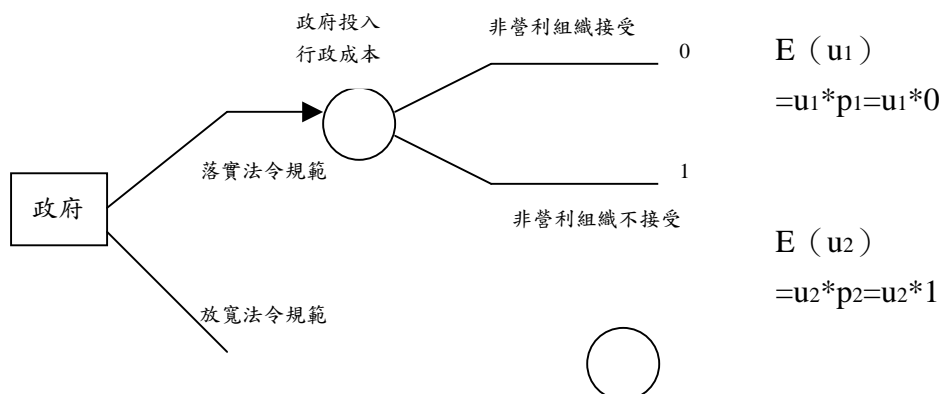 政府投入
行政成本
非營利組織接受
0
E（u1）
=u1*p1=u1*0
落實法令規範
1
政府
非營利組織不接受
E（u2）
=u2*p2=u2*1
放寬法令規範